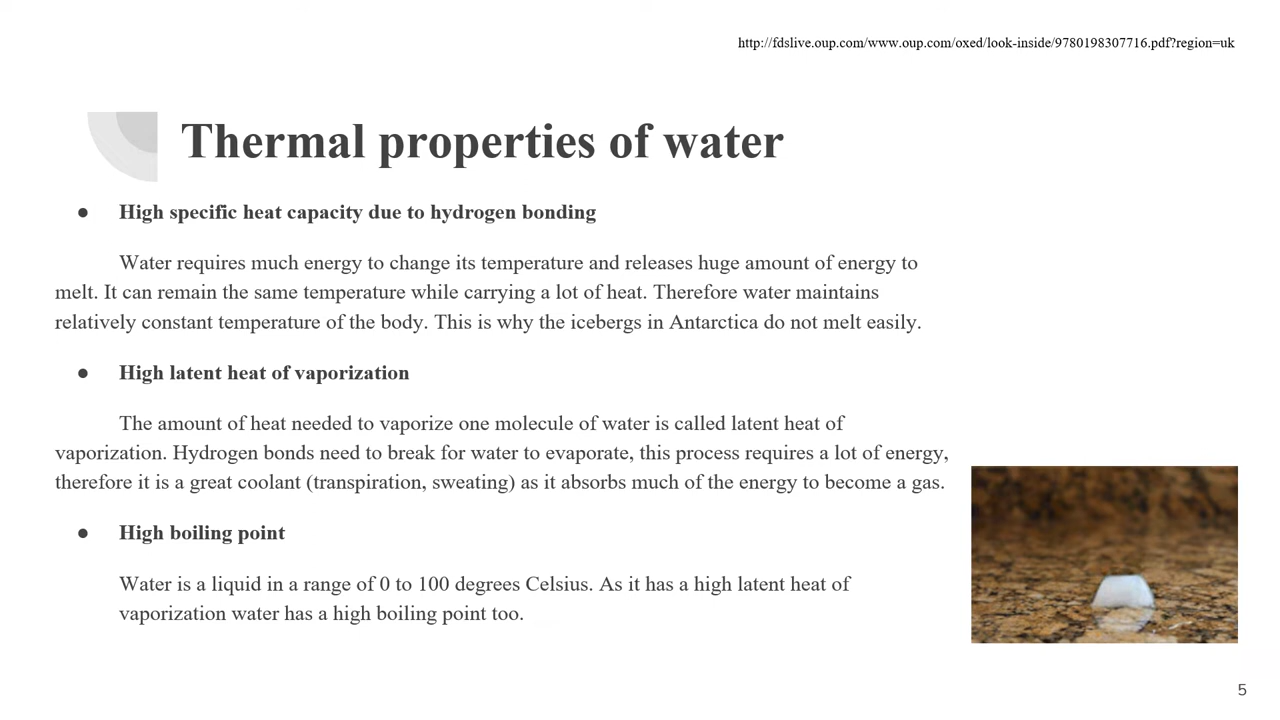 http://fdslive.oup.com/www.oup.com/oxed/look-inside/9780198307716.pdf?region=uk
Thermal properties of water
● High specific heat capacity due to hydrogen bonding
Water requires much energy to change its temperature and releases huge amount of energy to
melt. It can remain the same temperature while carrying a lot of heat. Therefore water maintains
relatively constant temperature of the body. This is why the icebergs in Antarctica do not melt easily.
● High latent heat of vaporization
The amount of heat needed to vaporize one molecule of water is called latent heat of
vaporization. Hydrogen bonds need to break for water to evaporate, this process requires a lot of energy,
therefore it is a great coolant (transpiration, sweating) as it absorbs much of the energy to become a gas.
● High boiling point
Water is a liquid in a range of 0 to 100 degrees Celsius. As it has a high latent heat of
vaporization water has a high boiling point too.
5